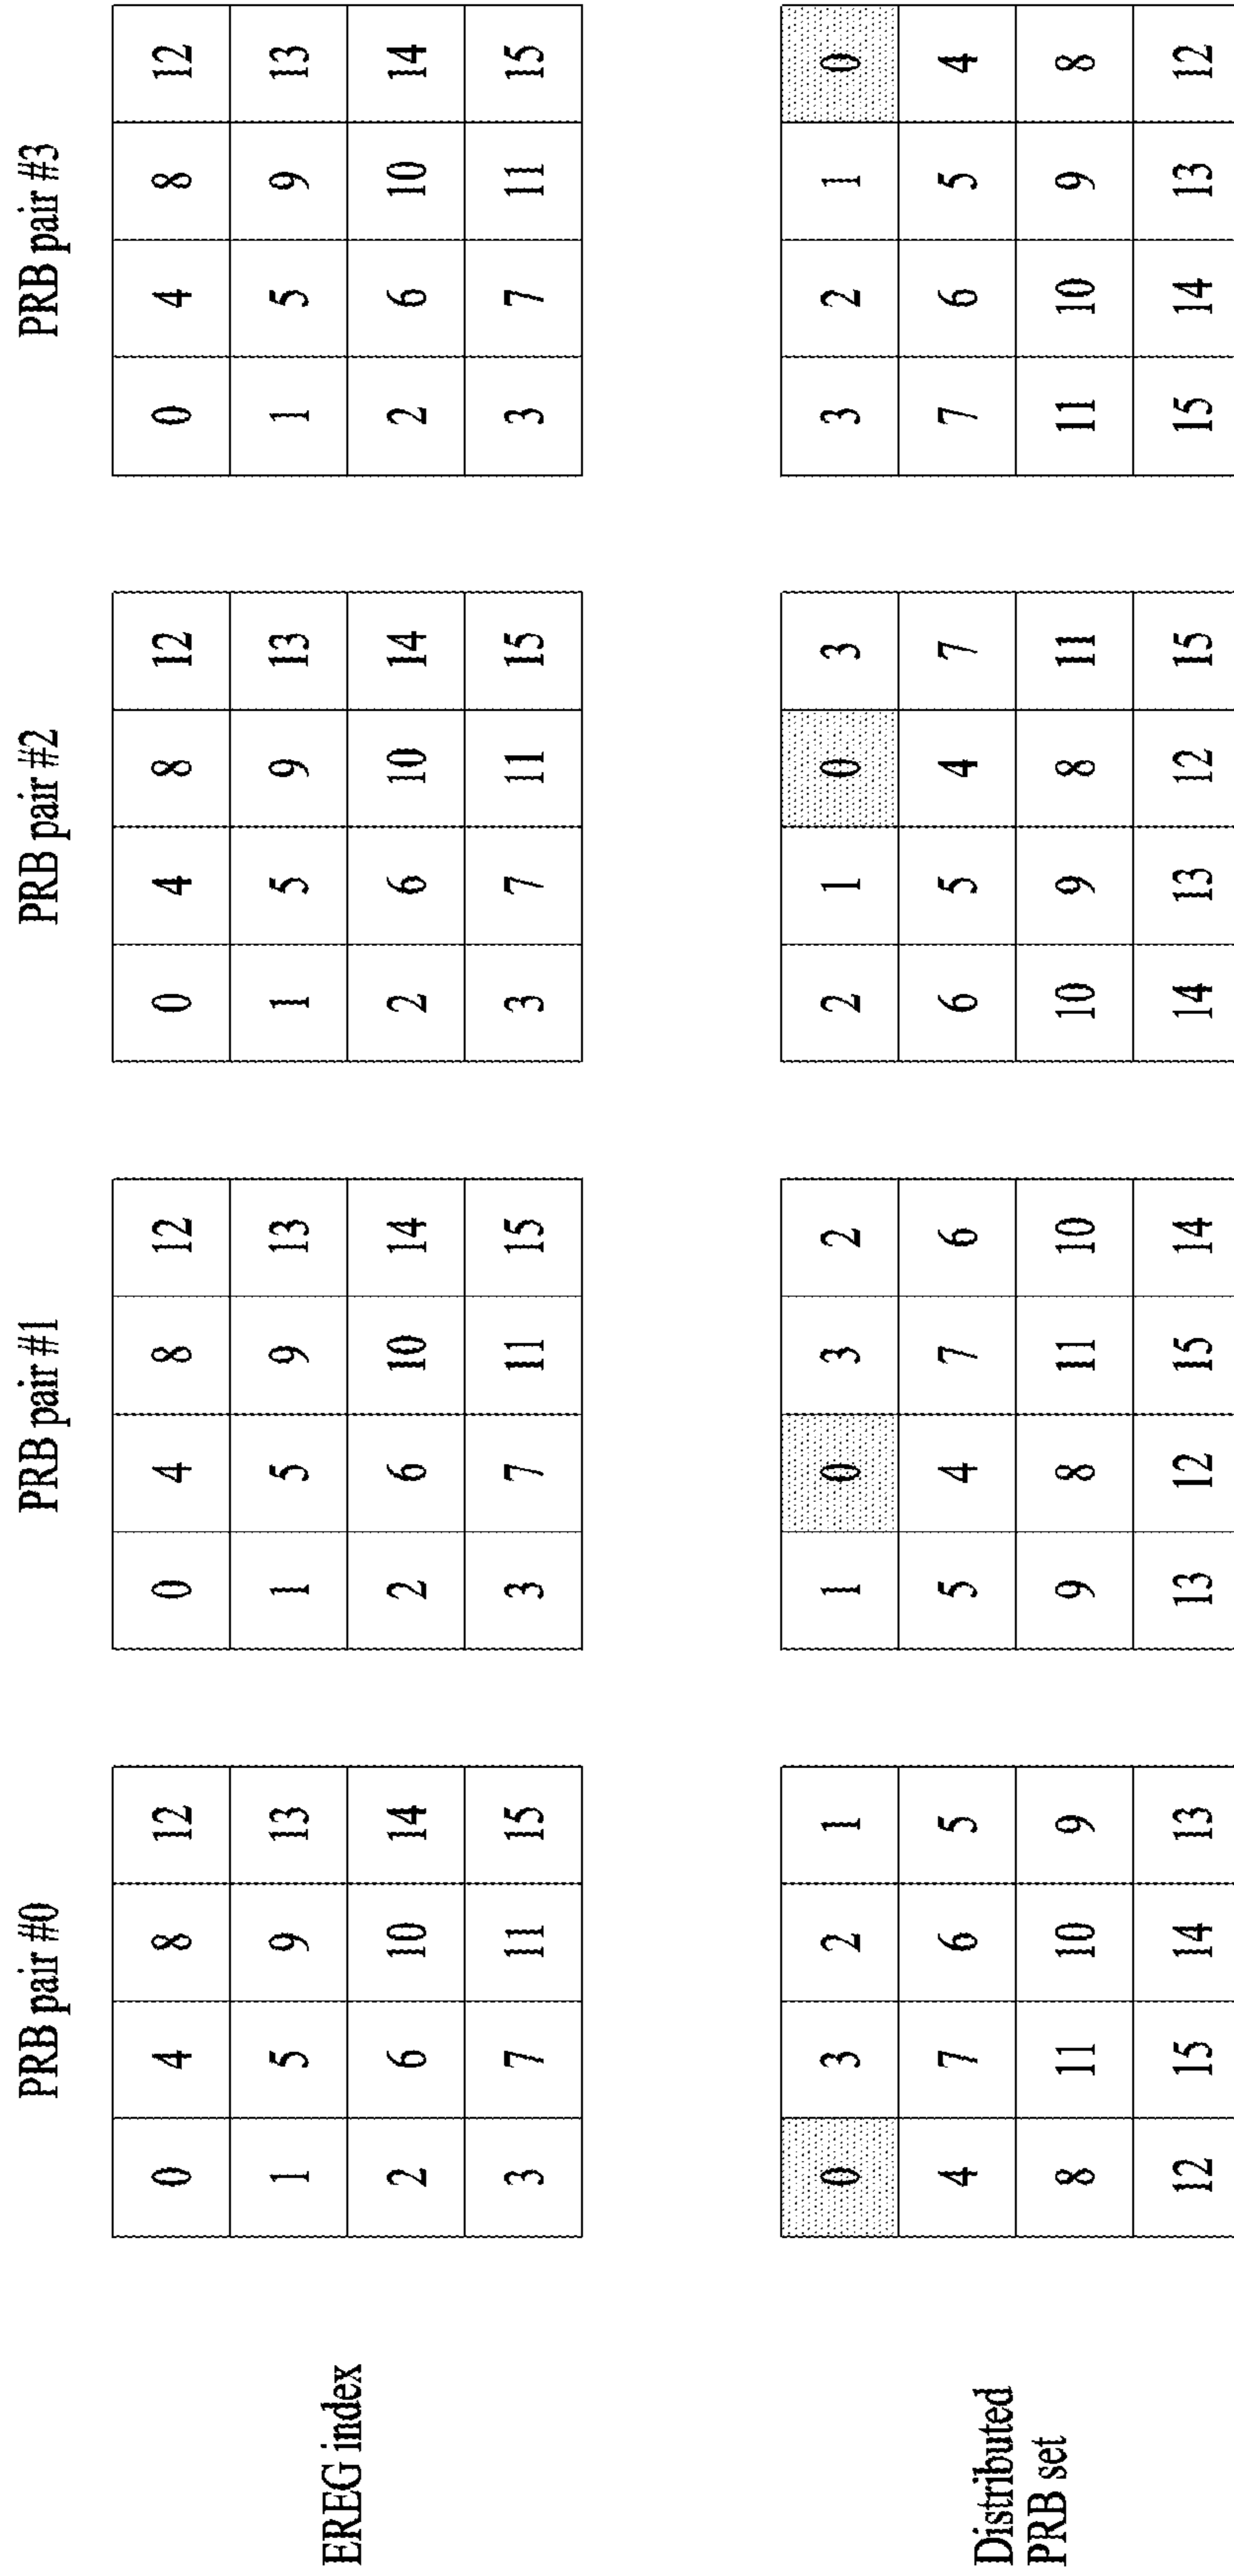 PRB pair #0 PRB pair #1 PRB pair #2 PRB pair #3
0 4 8 12 0 4 8 12 0 4 8 12 0 4 8 12
1 5 9 13 1 5 9 13 1 5 9 13 1 5 9 13
EREG index
2 6 10 14 2 6 10 14 2 6 10 14 2 6 10 14
3 7 11 15 3 7 11 15 3 7 11 15 3 7 11 15
0 3 2 1 1 0 3 2 2 1 0 3 3 2 1 0
4 7 6 5 5 4 7 6 6 5 4 7 7 6 5 4
Distributed
PRB set
8 11 10 9 9 8 11 10 10 9 8 11 11 10 9 8
12 15 14 13 13 12 15 14 14 13 12 15 15 14 13 12